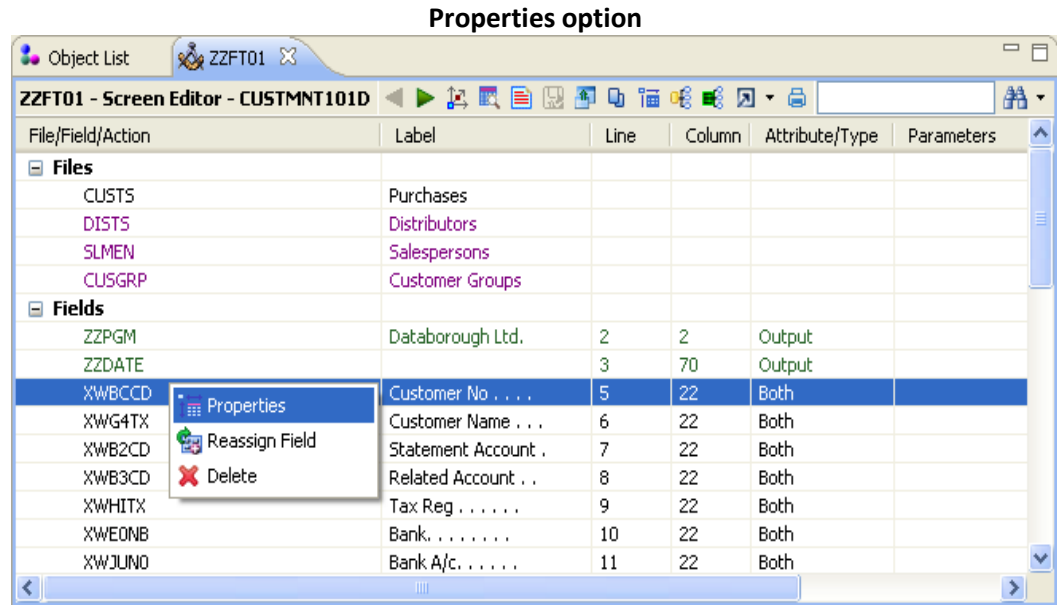 Properties option
Object List ZZFT01
ZZFT01 - Screen Editor - CUSTMNT101D
File/Field/Action Label Line Column Attribute/Type Parameters
Files
CUSTS Purchases
DISTS Distributors
SLMEN Salespersons
CUSGRP Customer Groups
Fields
ZZPGM Databorough Ltd. 2 2 Output
ZZDATE 3 70 Output
XWBCCD Customer No . . . . 5 22 Both
Properties
XWG4TX Customer Name . . . 6 22 Both
Reassign Field
XWB2CD Statement Account . 7 22 Both
XWB3CD Related Account . . 8 22 Both
Delete
XWHITX Tax Reg . . . . . . 9 22 Both
XWE0NB Bank. . . . . . . . 10 22 Both
XWJUN0 Bank A/c. . . . . . 11 22 Both